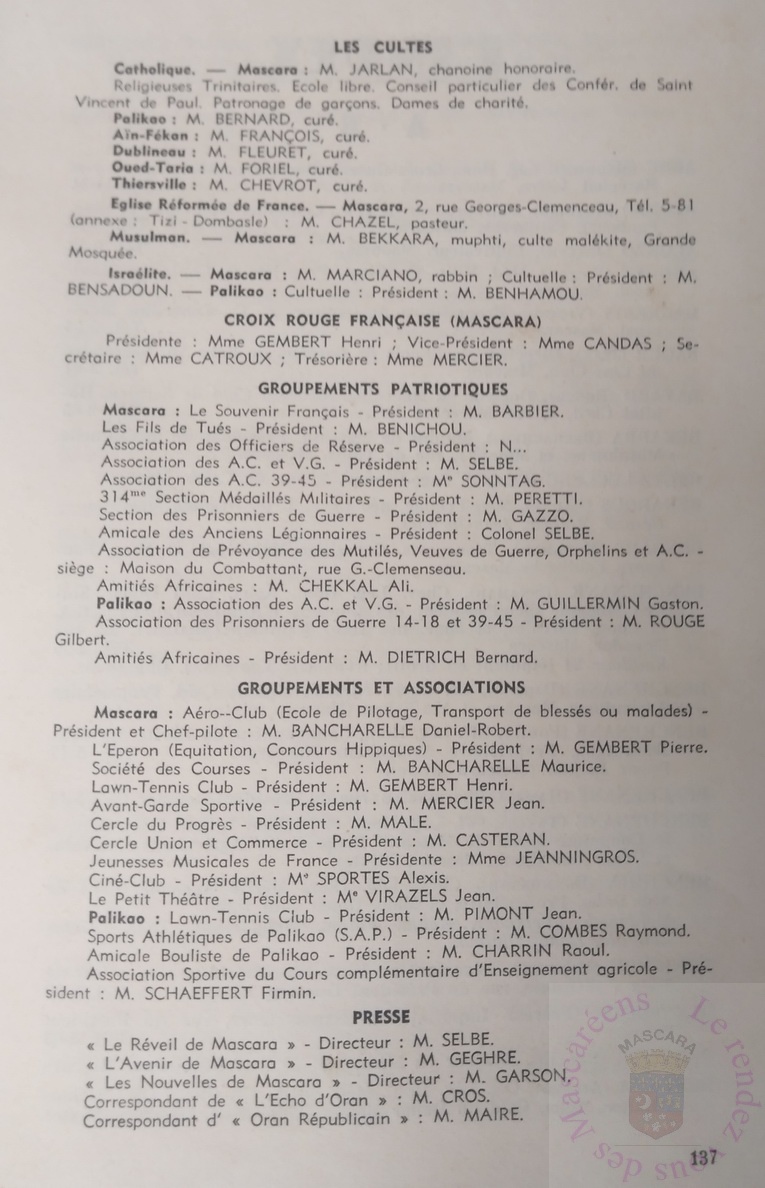 LES CULTES
Catholique. — Mascara : M. JARLAN, chanoine honoraire.
Religieuses Trinitaires. Ecole libre. Conseil particulier des Confér. de Saint
Vincent de Paul. Patronage de garçons. Dames de charité.
Palikao : M. BERNARD, curé.
Aïn-Fékan : M. FRANÇOIS, curé.
Dublineau : M. FLEURET, curé.
Oued-Taria : M. FORIEL, curé.
Thiersville : M. CHEVROT, curé.
Eglise Réformée de France. — Mascara, 2, rue Georges-Clemenceau, Tél. 5-81
(annexe : Tizi - Dombasle) : M. CHAZEL, pasteur.
Musulman. — Mascara : M. BEKKARA, muphti, culte malékite, Grande
Mosquée.
Israélite. — Mascara : M. MARCIANO, rabbin ; Cultuelle : Président : M.
BENSADOUN. — Palikao : Cultuelle : Président : M. BENHAMOU.
CROIX ROUGE FRANÇAISE (MASCARA)
Présidente : Mme GEMBERT Henri ; Vice-Président : Mme CANDAS ; Se-
crétaire : Mme CATROUX ; Trésorière : Mme MERCIER.
GROUPEMENTS PATRIOTIQUES
Mascara : Le Souvenir Français - Président : M. BARBIER.
Les Fils de Tués - Président : M. BENICHOU.
Association des Officiers de Réserve - Président : N...
Association des A.C. et V.G. - Président : M. SELBE.
Association des A.C. 39-45 - Président : Me SONNTAG.
314me Section Médaillés Militaires - Président : M. PERETTI.
Section des Prisonniers de Guerre - Président : M. GAZZO.
Amicale des Anciens Légionnaires - Président : Colonel SELBE.
Association de Prévoyance des Mutilés, Veuves de Guerre, Orphelins et A.C. -
siège : Maison du Combattant, rue G.-Clemenseau.
Amitiés Africaines : M. CHEKKAL Ali.
Palikao : Association des A.C. et V.G. - Président : M. GUILLERMIN Gaston.
Association des Prisonniers de Guerre 14-18 et 39-45 - Président : M. ROUGE
Gilbert.
Amitiés Africaines - Président : M. DIETRICH Bernard.
GROUPEMENTS ET ASSOCIATIONS
Mascara : Aéro--Club (Ecole de Pilotage, Transport de blessés ou malades) -
Président et Chef-pilote : M. BANCHARELLE Daniel-Robert.
L'Eperon (Equitation, Concours Hippiques) - Président : M. GEMBERT Pierre.
Société des Courses - Président : M. BANCHARELLE Maurice.
Lawn-Tennis Club - Président : M. GEMBERT Henri.
Avant-Garde Sportive - Président : M. MERCIER Jean.
Cercle du Progrès - Président : M. MALE.
Cercle Union et Commerce - Président : M. CASTERAN.
Jeunesses Musicales de France - Présidente : Mme JEANNINGROS.
Ciné-Club - Président : Me SPORTES Alexis.
Le Petit Théâtre - Président : Me VIRAZELS Jean.
Palikao : Lawn-Tennis Club - Président : M. PIMONT Jean.
Sports Athlétiques de Palikao (S.A.P.) - Président : M. COMBES Raymond.
Amicale Bouliste de Palikao - Président : M. CHARRIN Raoul.
Association Sportive du Cours complémentaire d'Enseignement agricole - Pré-
sident : M. SCHAEFFERT Firmin.
PRESSE
« Le Réveil de Mascara » - Directeur : M. SELBE.
« L'Avenir de Mascara » - Directeur : M. GEGHRE.
« Les Nouvelles de Mascara » - Directeur : M. GARSON.
Correspondant de « L'Echo d'Oran » : M. CROS.
Correspondant d' « Oran Républicain » : M. MAIRE.
Le rendez vous des Mascaréens
MASCARA
137